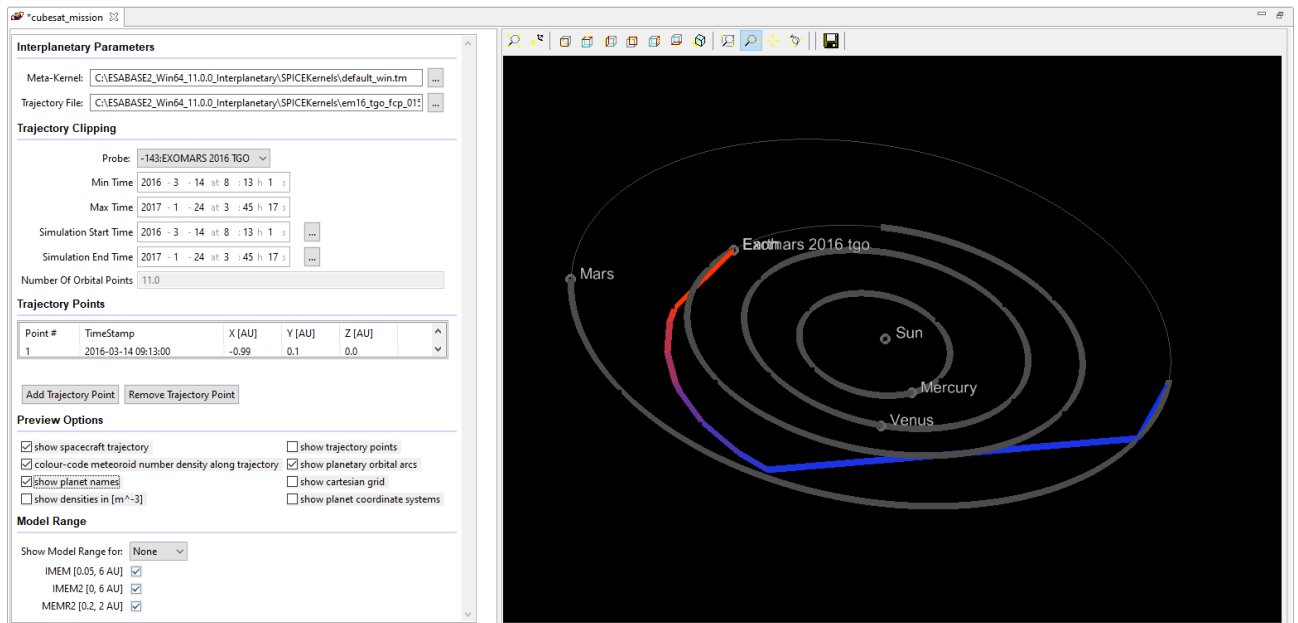 *cubesat_mission
Interplanetary Parameters
Meta-Kernel: C:\ESABASE2_Win64_11.0.0_Interplanetary\SPICEKernels\default_win.tm ...
Trajectory File: C:\ESABASE2_Win64_11.0.0_Interplanetary\SPICEKernels\em16_tgo_fcp_015 ...
Trajectory Clipping
Probe: -143:EXOMARS 2016 TGO
Min Time 2016 - 3 - 14 at 8 : 13 h 1 s
Max Time 2017 - 1 - 24 at 3 : 45 h 17 s
Simulation Start Time 2016 - 3 - 14 at 8 : 13 h 1 s ...
Simulation End Time 2017 - 1 - 24 at 3 : 45 h 17 s ...
Number Of Orbital Points 11.0
Trajectory Points
Point # TimeStamp X [AU] Y [AU] Z [AU]
1 2016-03-14 09:13:00 -0.99 0.1 0.0
Add Trajectory Point Remove Trajectory Point
Preview Options
show spacecraft trajectory show trajectory points
colour-code meteoroid number density along trajectory show planetary orbital arcs
show planet names show cartesian grid
show densities in [m^-3] show planet coordinate systems
Model Range
Show Model Range for: None
IMEM [0.05, 6 AU]
IMEM2 [0, 6 AU]
MEMR2 [0.2, 2 AU]
Exomars 2016 tgo
Mars
Sun
Mercury
Venus